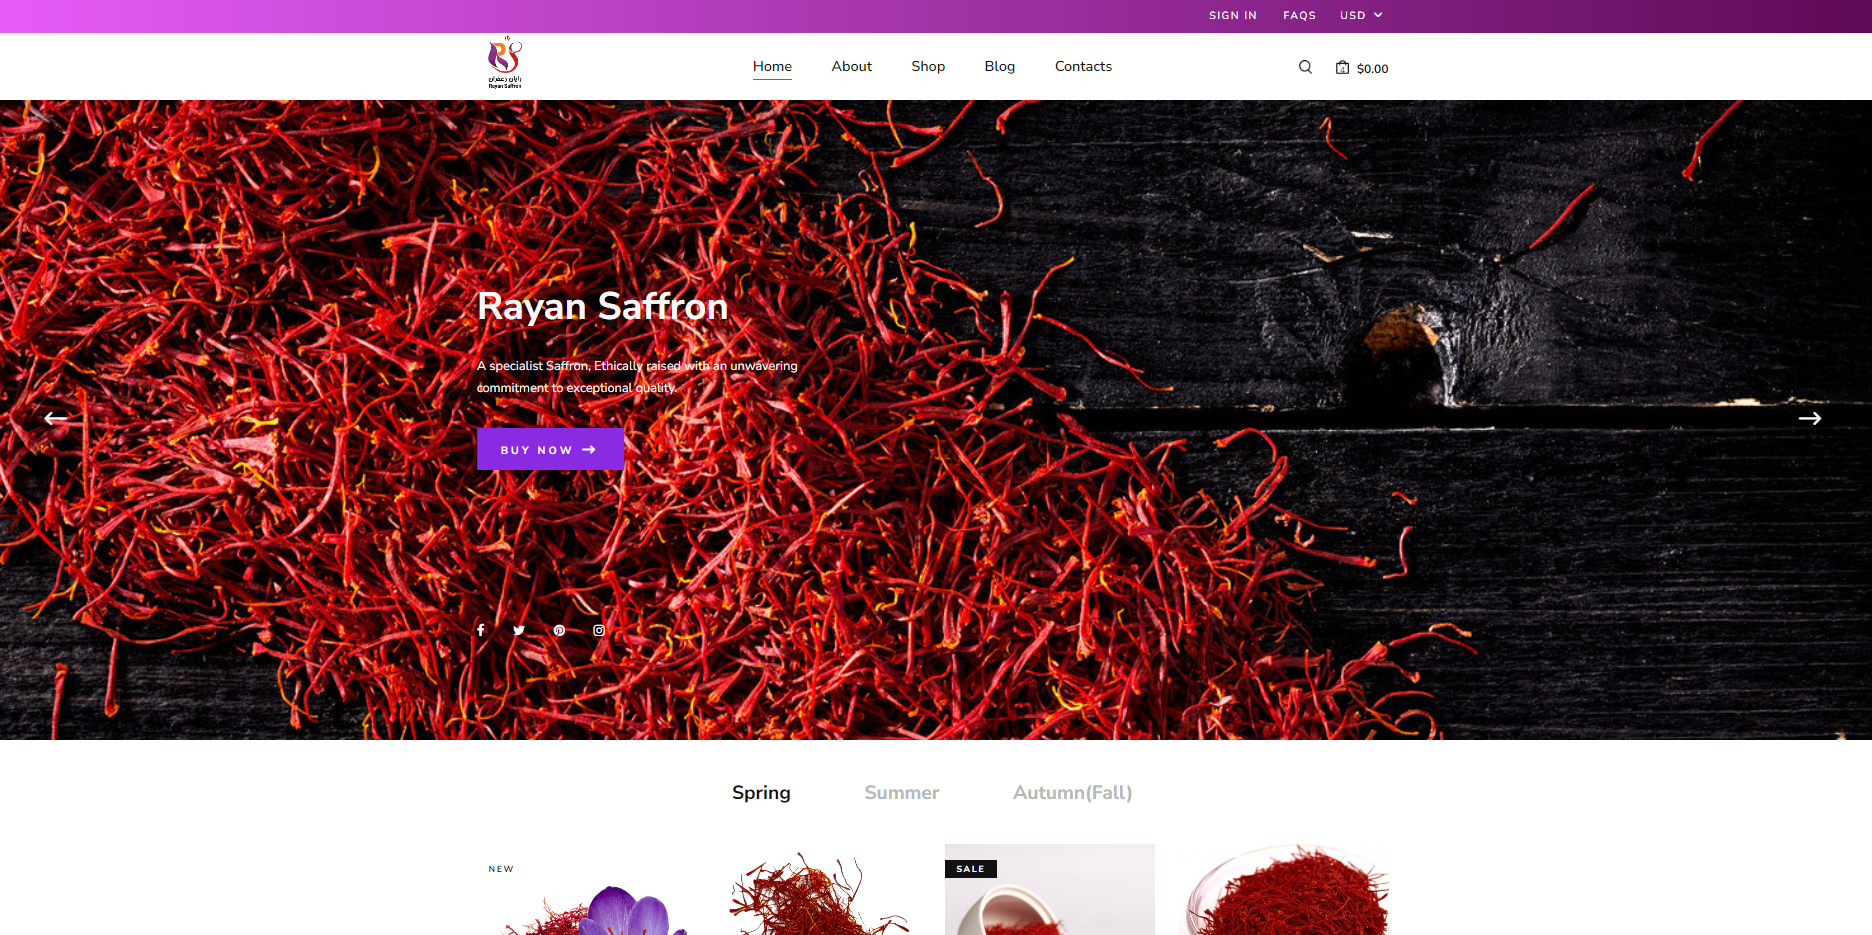 SIGN IN FAQS USD
رایان زعفران
Rayan Saffron
Home About Shop Blog Contacts
4 $0.00
Rayan Saffron
A specialist Saffron, Ethically raised with an unwavering
commitment to exceptional quality.
BUY NOW
Spring Summer Autumn(Fall)
NEW
SALE